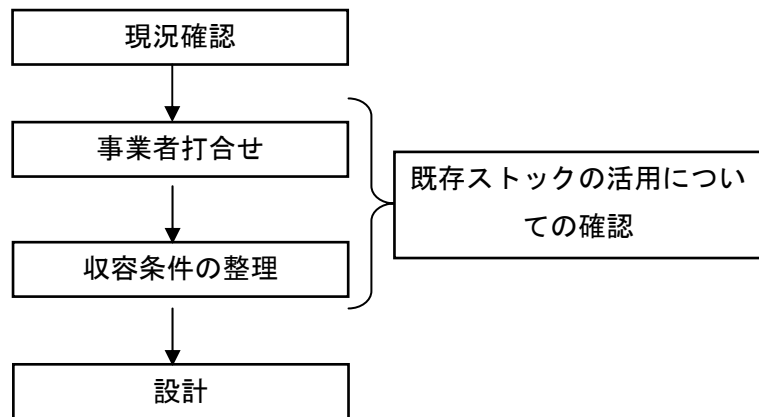 現況確認
事業者打合せ
収容条件の整理
設計
既存ストックの活用につい
ての確認